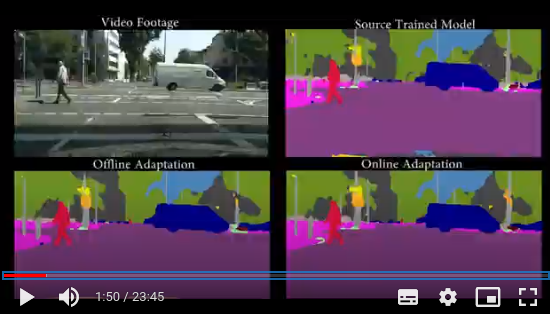 Video Footage
Source Trained Model
Offline Adaptation
Online Adaptation
1:50 / 23:45